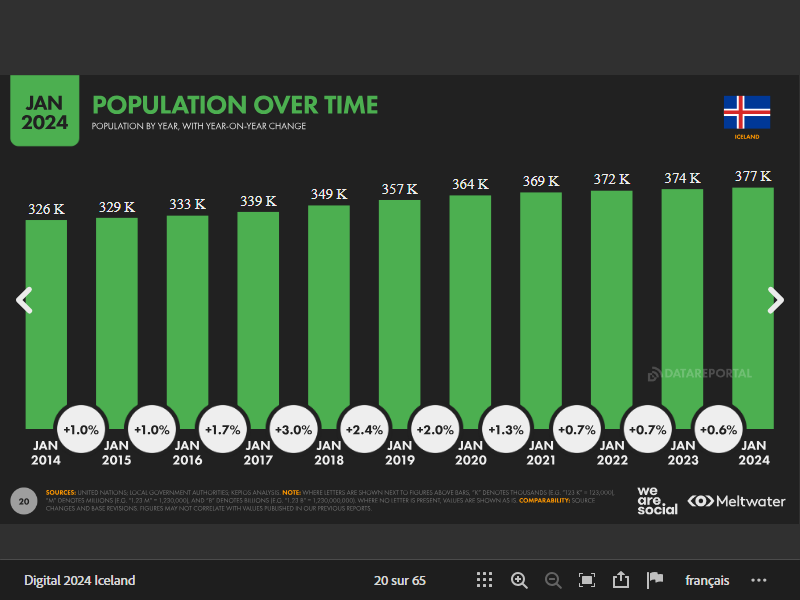 JAN
2024
POPULATION OVER TIME
POPULATION BY YEAR, WITH YEAR-ON-YEAR CHANGE
ICELAND
326 K 329 K 333 K 339 K 349 K 357 K 364 K 369 K 372 K 374 K 377 K
DATAREPORTAL
+1.0% +1.0% +1.7% +3.0% +2.4% +2.0% +1.3% +0.7% +0.7% +0.6%
JAN JAN JAN JAN JAN JAN JAN JAN JAN JAN JAN
2014 2015 2016 2017 2018 2019 2020 2021 2022 2023 2024
20
SOURCES: UNITED NATIONS; LOCAL GOVERNMENT AUTHORITIES; KEPIOS ANALYSIS. NOTE: WHERE LETTERS ARE SHOWN NEXT TO FIGURES ABOVE BARS, "K" DENOTES THOUSANDS (E.G. "123 K" = 123,000),
"M" DENOTES MILLIONS (E.G. "1.23 M" = 1,230,000), AND "B" DENOTES BILLIONS (E.G. "1.23 B" = 1,230,000,000). WHERE NO LETTER IS PRESENT, VALUES ARE SHOWN AS IS. COMPARABILITY: SOURCE
CHANGES AND BASE REVISIONS. FIGURES MAY NOT CORRELATE WITH VALUES PUBLISHED IN OUR PREVIOUS REPORTS.
we
are.
social
Meltwater
Digital 2024 Iceland
20 sur 65
français